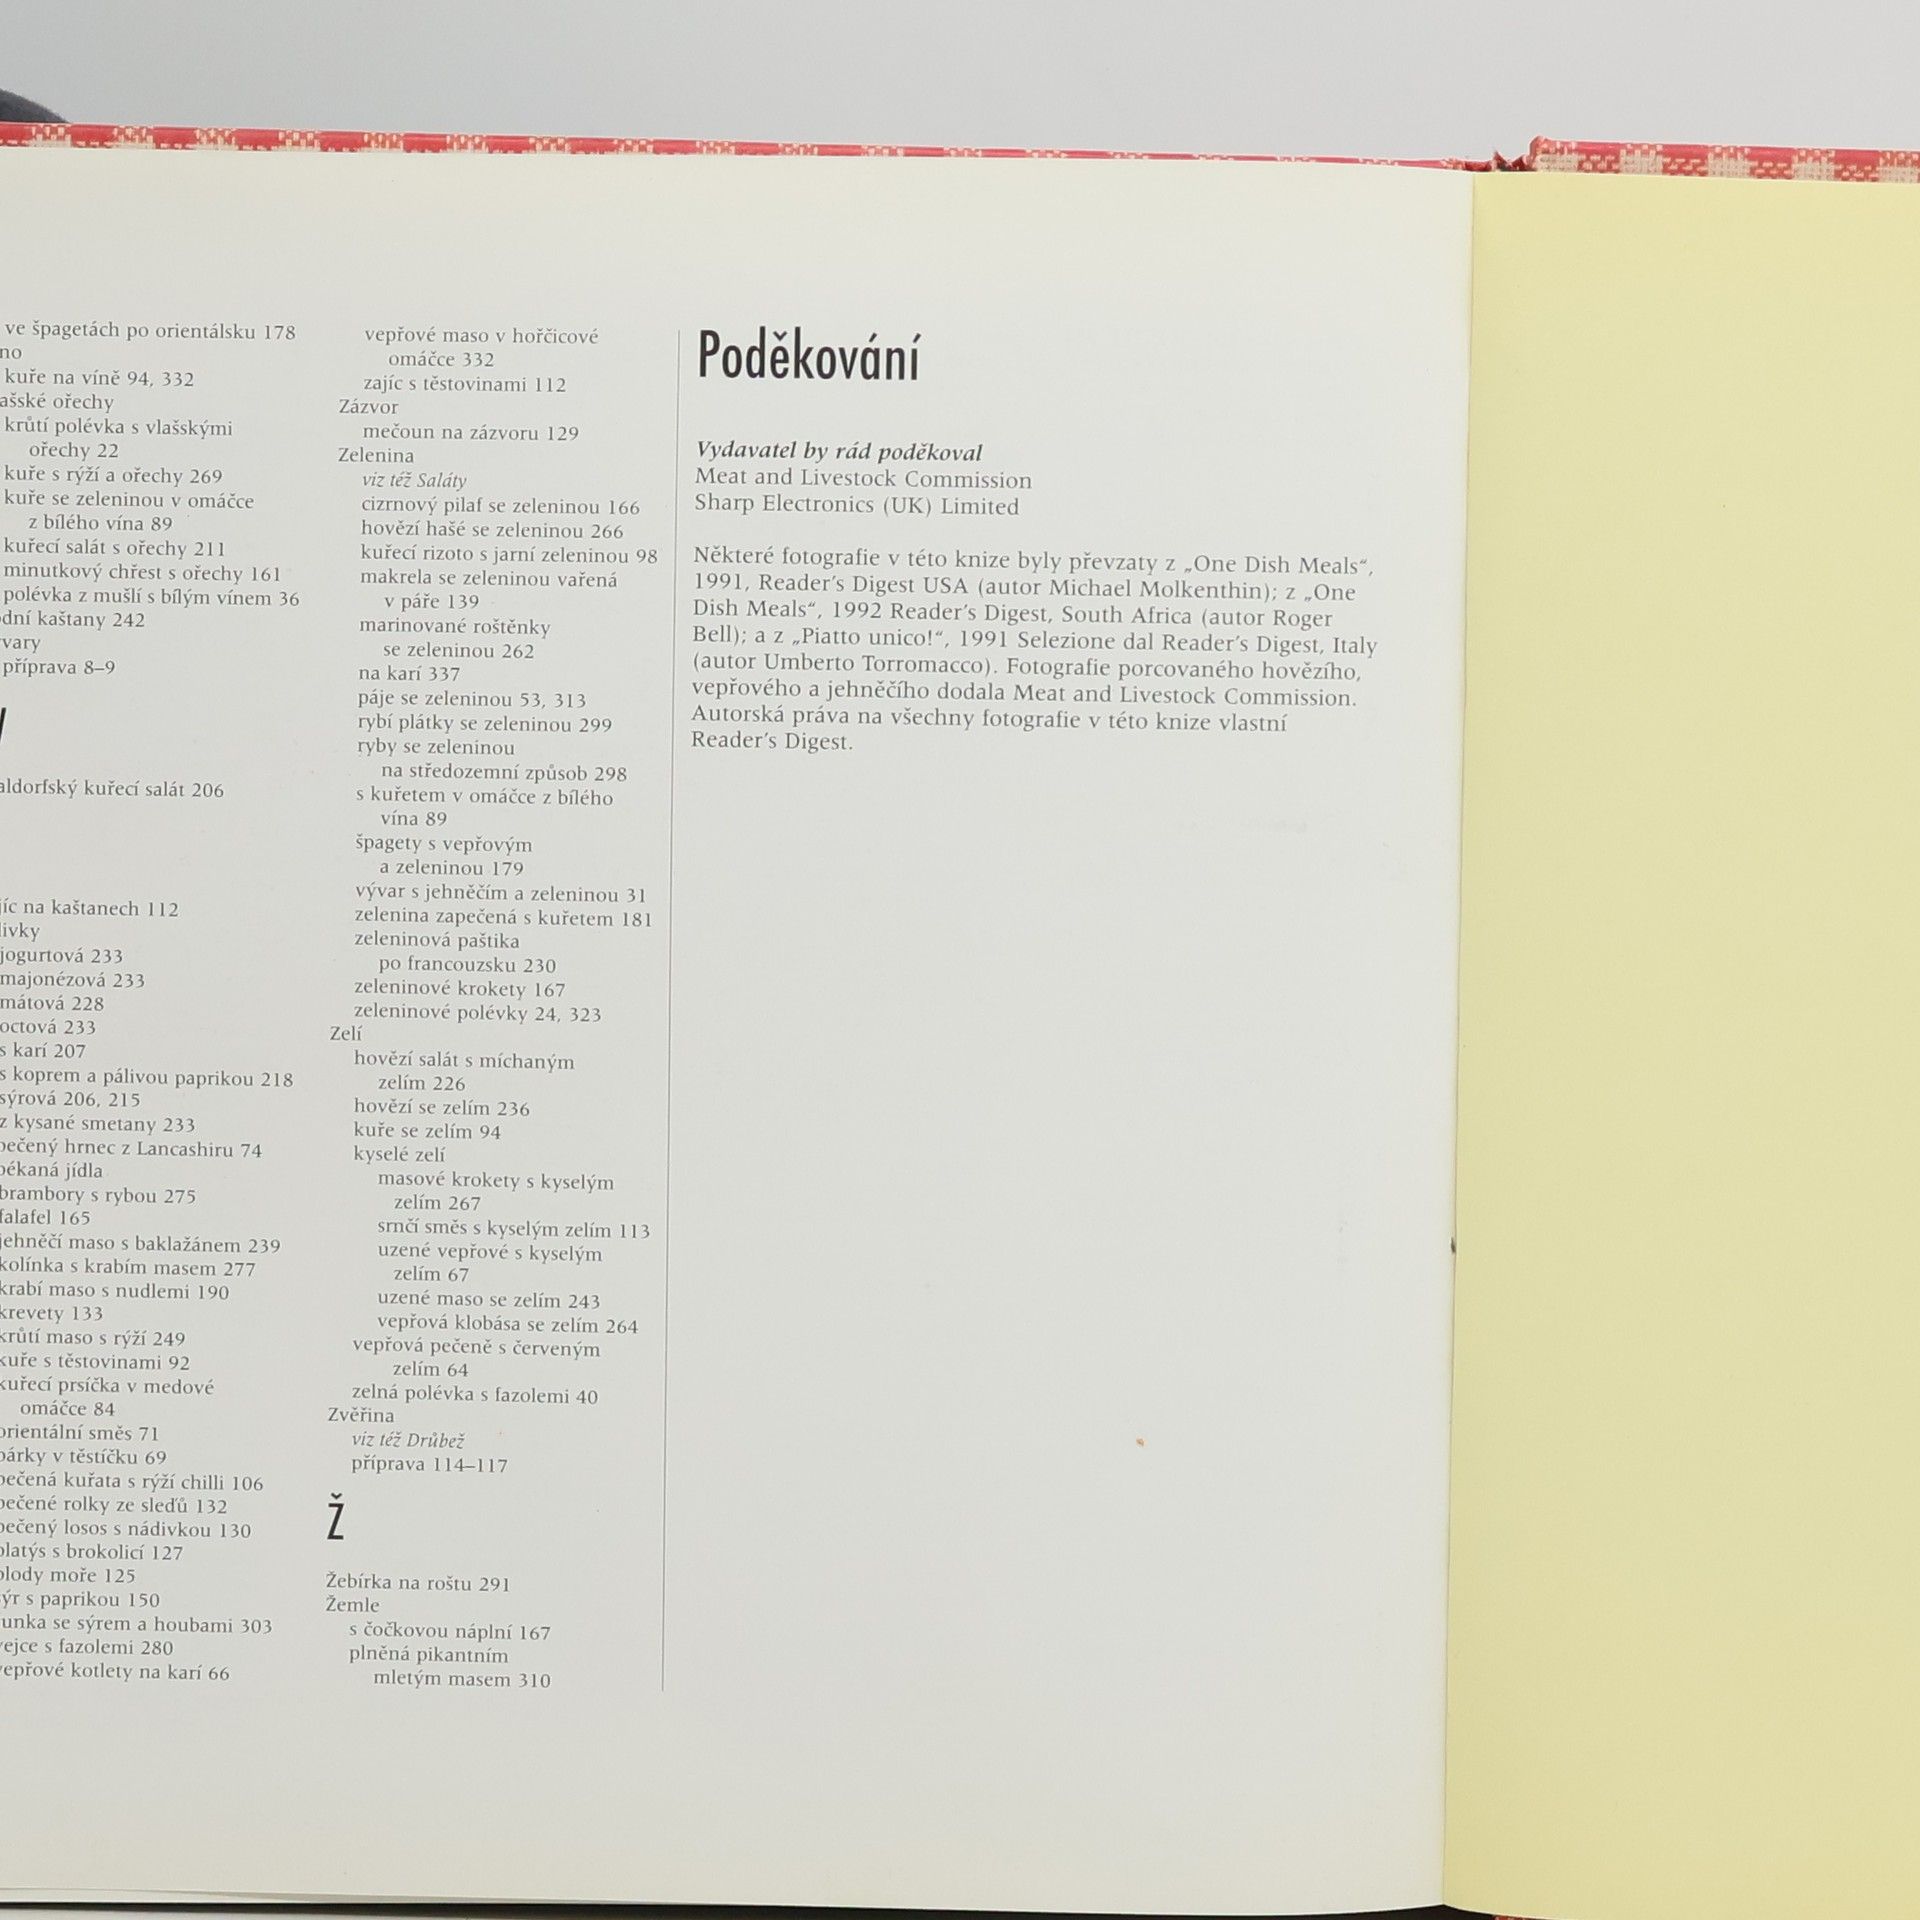 ve špagetách po orientálsku 178
kuře na víně 94, 332
ořechy
krůtí polévka s vlašskými
ořechy 22
kuře s rýží a ořechy 269
kuře se zeleninou v omáčce
z bílého vína 89
kuřecí salát s ořechy 211
minutkový chřest s ořechy 161
polévka z mušlí s bílým vínem 36
kaštany 242
příprava 8–9
kuřecí salát 206
na kaštanech 112
jogurtová 233
majonézová 233
mátová 228
octová 233
s karí 207
s koprem a pálivou paprikou 218
sýrová 206, 215
z kysané smetany 233
hrnec z Lancashiru 74
jídla
brambory s rybou 275
falafel 165
jehněčí maso s baklažánem 239
kolínka s krabím masem 277
krabí maso s nudlemi 190
krevety 133
krůtí maso s rýží 249
kuře s těstovinami 92
kuřecí prsíčka v medové
omáčce 84
orientální směs 71
párky v těstíčku 69
pečená kuřata s rýží chilli 106
pečené rolky ze sleďů 132
pečený losos s nádivkou 130
platýs s brokolicí 127
plody moře 125
s paprikou 150
se sýrem a houbami 303
vejce s fazolemi 280
vepřové kotlety na karí 66
vepřové maso v hořčicové
omáčce 332
zajíc s těstovinami 112
Zázvor
mečoun na zázvoru 129
Zelenina
viz též Saláty
cizrnový pilaf se zeleninou 166
hovězí hašé se zeleninou 266
kuřecí rizoto s jarní zeleninou 98
makrela se zeleninou vařená
v páře 139
marinované roštěnky
se zeleninou 262
na karí 337
páje se zeleninou 53, 313
rybí plátky se zeleninou 299
ryby se zeleninou
na středozemní způsob 298
s kuřetem v omáčce z bílého
vína 89
špagety s vepřovým
a zeleninou 179
vývar s jehněčím a zeleninou 31
zelenina zapečená s kuřetem 181
zeleninová paštika
po francouzsku 230
zeleninové krokety 167
zeleninové polévky 24, 323
Zelí
hovězí salát s míchaným
zelím 226
hovězí se zelím 236
kuře se zelím 94
kyselé zelí
masové krokety s kyselým
zelím 267
srnčí směs s kyselým zelím 113
uzené vepřové s kyselým
zelím 67
uzené maso se zelím 243
vepřová klobása se zelím 264
vepřová pečeně s červeným
zelím 64
zelná polévka s fazolemi 40
Zvěřina
viz též Drůbež
příprava 114–117
Ž
Žebírka na roštu 291
Žemle
s čočkovou náplní 167
plněná pikantním
mletým masem 310
Poděkování
Vydavatel by rád poděkoval
Meat and Livestock Commission
Sharp Electronics (UK) Limited
Některé fotografie v této knize byly převzaty z „One Dish Meals“,
1991, Reader's Digest USA (autor Michael Molkenthin); z „One
Dish Meals“, 1992 Reader's Digest, South Africa (autor Roger
Bell); a z „Piatto unico!“, 1991 Selezione dal Reader's Digest, Italy
(autor Umberto Torromacco). Fotografie porcovaného hovězího,
vepřového a jehněčího dodala Meat and Livestock Commission.
Autorská práva na všechny fotografie v této knize vlastní
Reader's Digest.